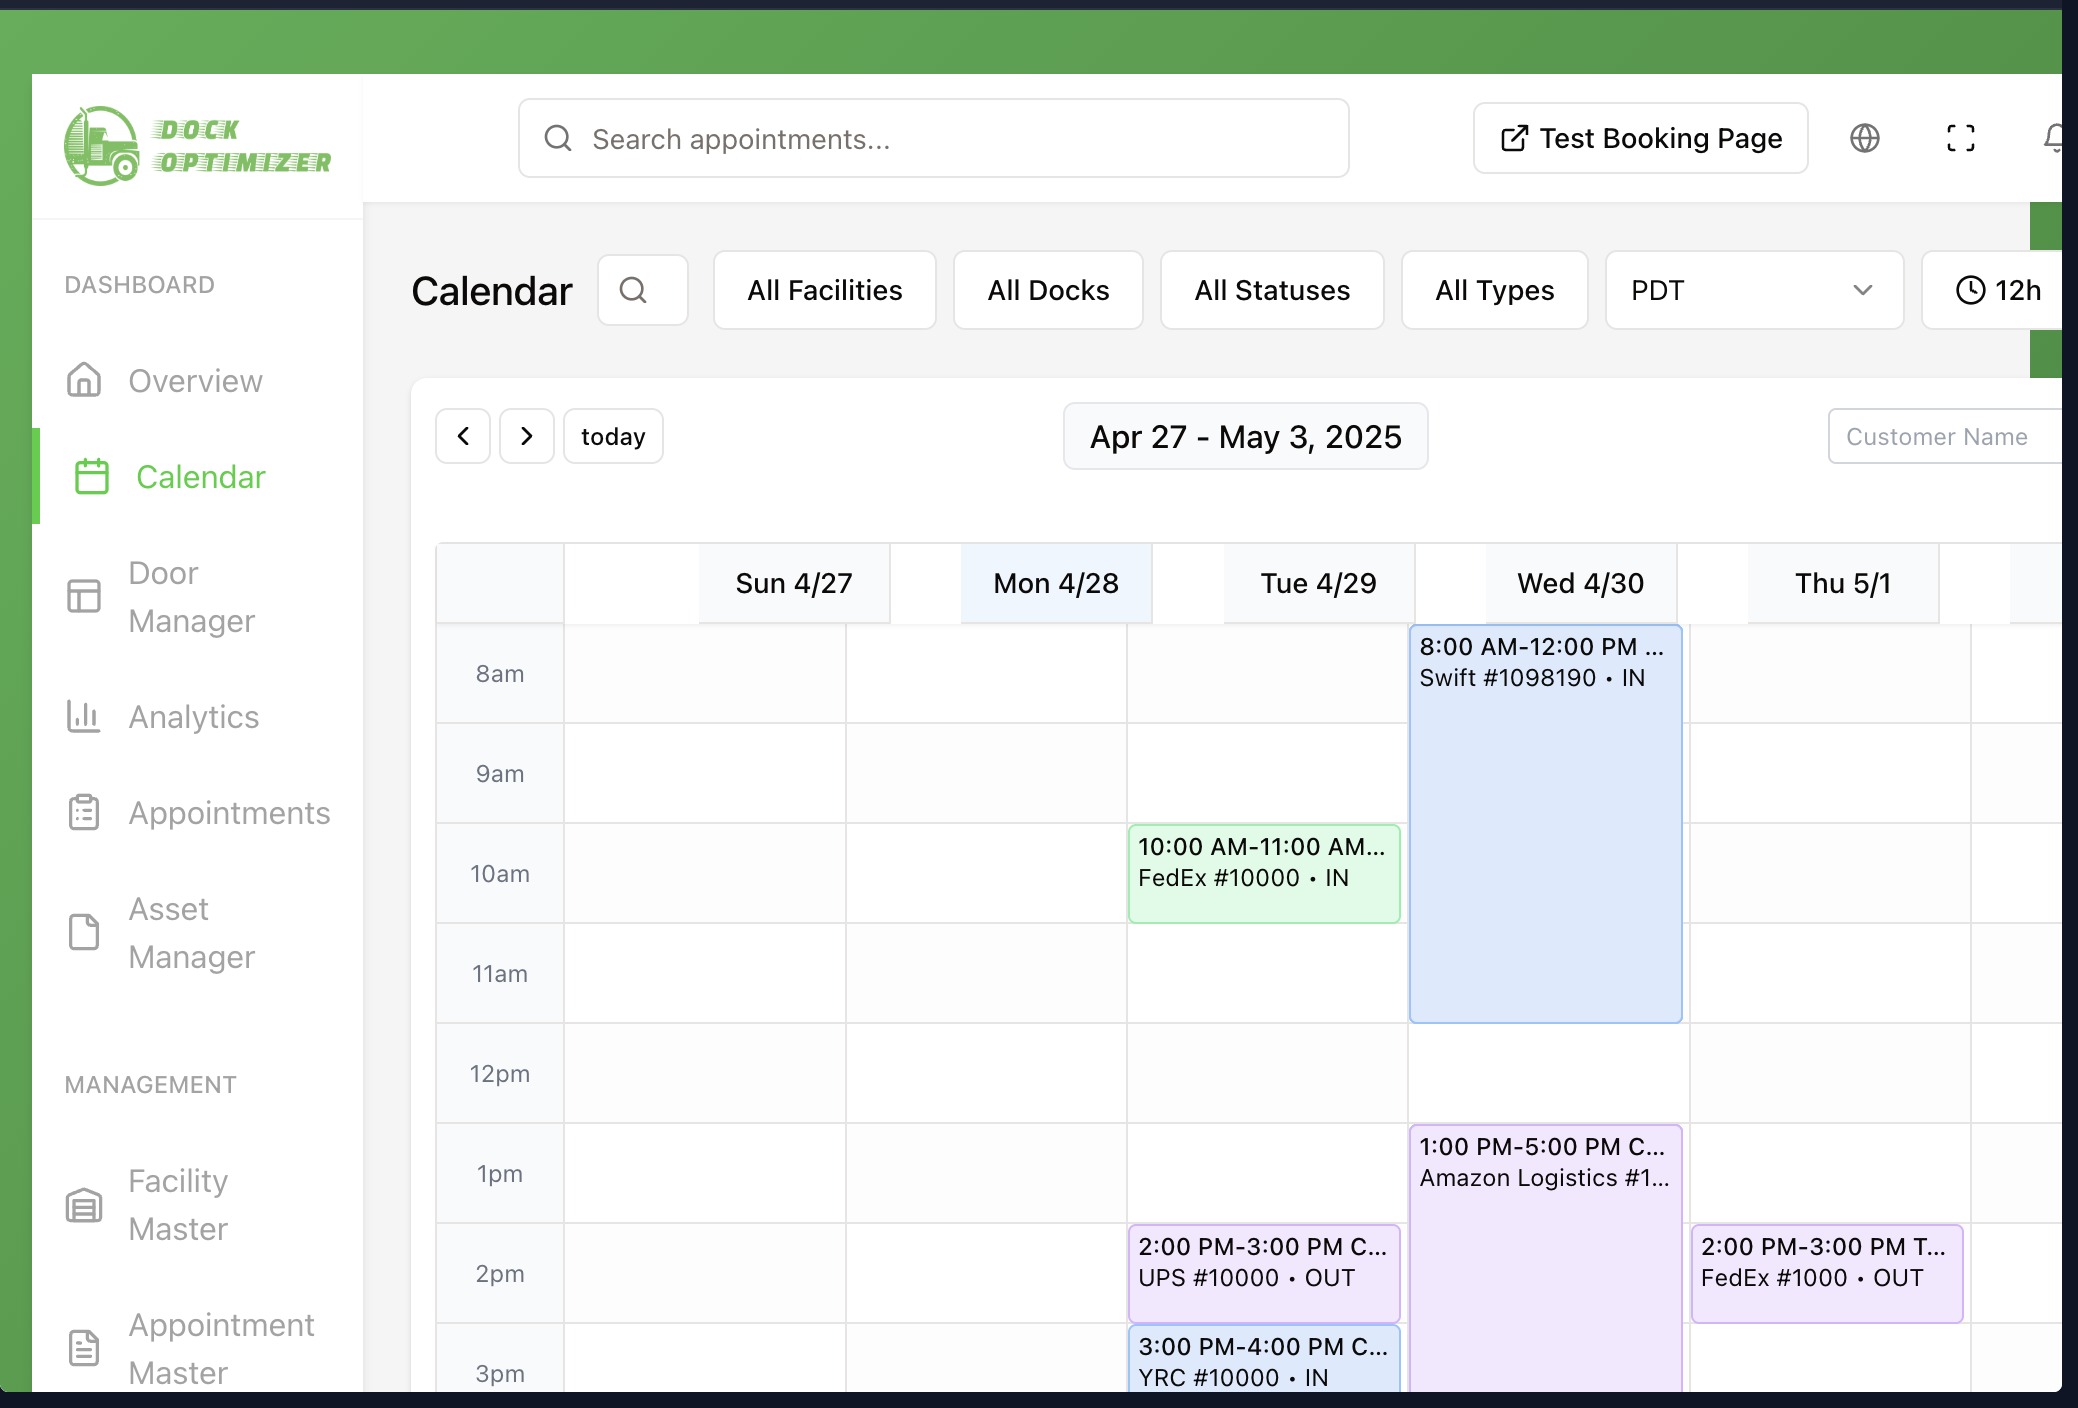 DOCK
OPTIMIZER
Search appointments...
Test Booking Page
DASHBOARD
Overview
Calendar
Door
Manager
Analytics
Appointments
Asset
Manager
MANAGEMENT
Facility
Master
Appointment
Master
Calendar
All Facilities
All Docks
All Statuses
All Types
PDT
12h
today
Apr 27 - May 3, 2025
Customer Name
Sun 4/27
Mon 4/28
Tue 4/29
Wed 4/30
Thu 5/1
8am
9am
10am
11am
12pm
1pm
2pm
3pm
8:00 AM-12:00 PM ...
Swift #1098190 • IN
10:00 AM-11:00 AM...
FedEx #10000 • IN
1:00 PM-5:00 PM C...
Amazon Logistics #1...
2:00 PM-3:00 PM C...
UPS #10000 • OUT
2:00 PM-3:00 PM T...
FedEx #1000 • OUT
3:00 PM-4:00 PM C...
YRC #10000 • IN